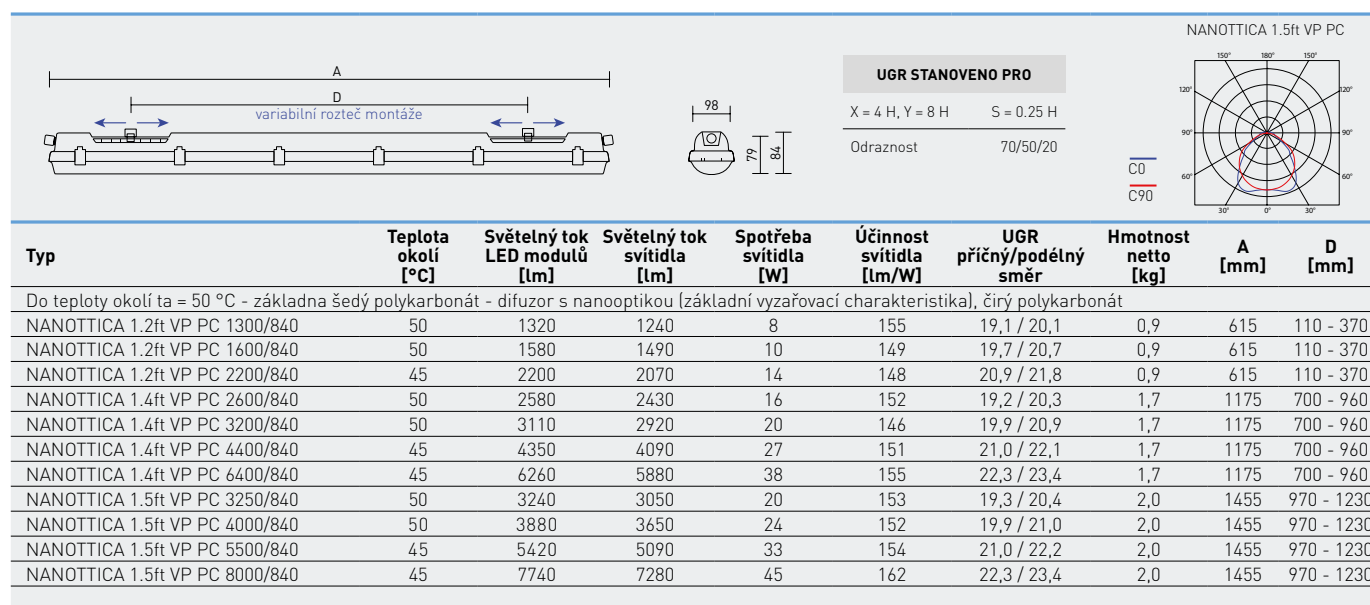 NANOTTICA 1.5ft VP PC
A
D
variabilní rozteč montáže
98
79
84
UGR STANOVENO PRO
X = 4 H, Y = 8 H S = 0.25 H
Odraznost 70/50/20
C0
C90
150° 180° 150°
120° 120°
90° 90°
60° 60°
30° 0° 30°
Typ Teplota okolí [°C] Světelný tok LED modulů [lm] Světelný tok svítidla [lm] Spotřeba svítidla [W] Účinnost svítidla [lm/W] UGR příčný/podélný směr Hmotnost netto [kg] A [mm] D [mm]
Do teploty okolí ta = 50 °C - základna šedý polykarbonát - difuzor s nanooptikou (základní vyzařovací charakteristika), čirý polykarbonát
NANOTTICA 1.2ft VP PC 1300/840 50 1320 1240 8 155 19,1 / 20,1 0,9 615 110 - 370
NANOTTICA 1.2ft VP PC 1600/840 50 1580 1490 10 149 19,7 / 20,7 0,9 615 110 - 370
NANOTTICA 1.2ft VP PC 2200/840 45 2200 2070 14 148 20,9 / 21,8 0,9 615 110 - 370
NANOTTICA 1.4ft VP PC 2600/840 50 2580 2430 16 152 19,2 / 20,3 1,7 1175 700 - 960
NANOTTICA 1.4ft VP PC 3200/840 50 3110 2920 20 146 19,9 / 20,9 1,7 1175 700 - 960
NANOTTICA 1.4ft VP PC 4400/840 45 4350 4090 27 151 21,0 / 22,1 1,7 1175 700 - 960
NANOTTICA 1.4ft VP PC 6400/840 45 6260 5880 38 155 22,3 / 23,4 1,7 1175 700 - 960
NANOTTICA 1.5ft VP PC 3250/840 50 3240 3050 20 153 19,3 / 20,4 2,0 1455 970 - 1230
NANOTTICA 1.5ft VP PC 4000/840 50 3880 3650 24 152 19,9 / 21,0 2,0 1455 970 - 1230
NANOTTICA 1.5ft VP PC 5500/840 45 5420 5090 33 154 21,0 / 22,2 2,0 1455 970 - 1230
NANOTTICA 1.5ft VP PC 8000/840 45 7740 7280 45 162 22,3 / 23,4 2,0 1455 970 - 1230